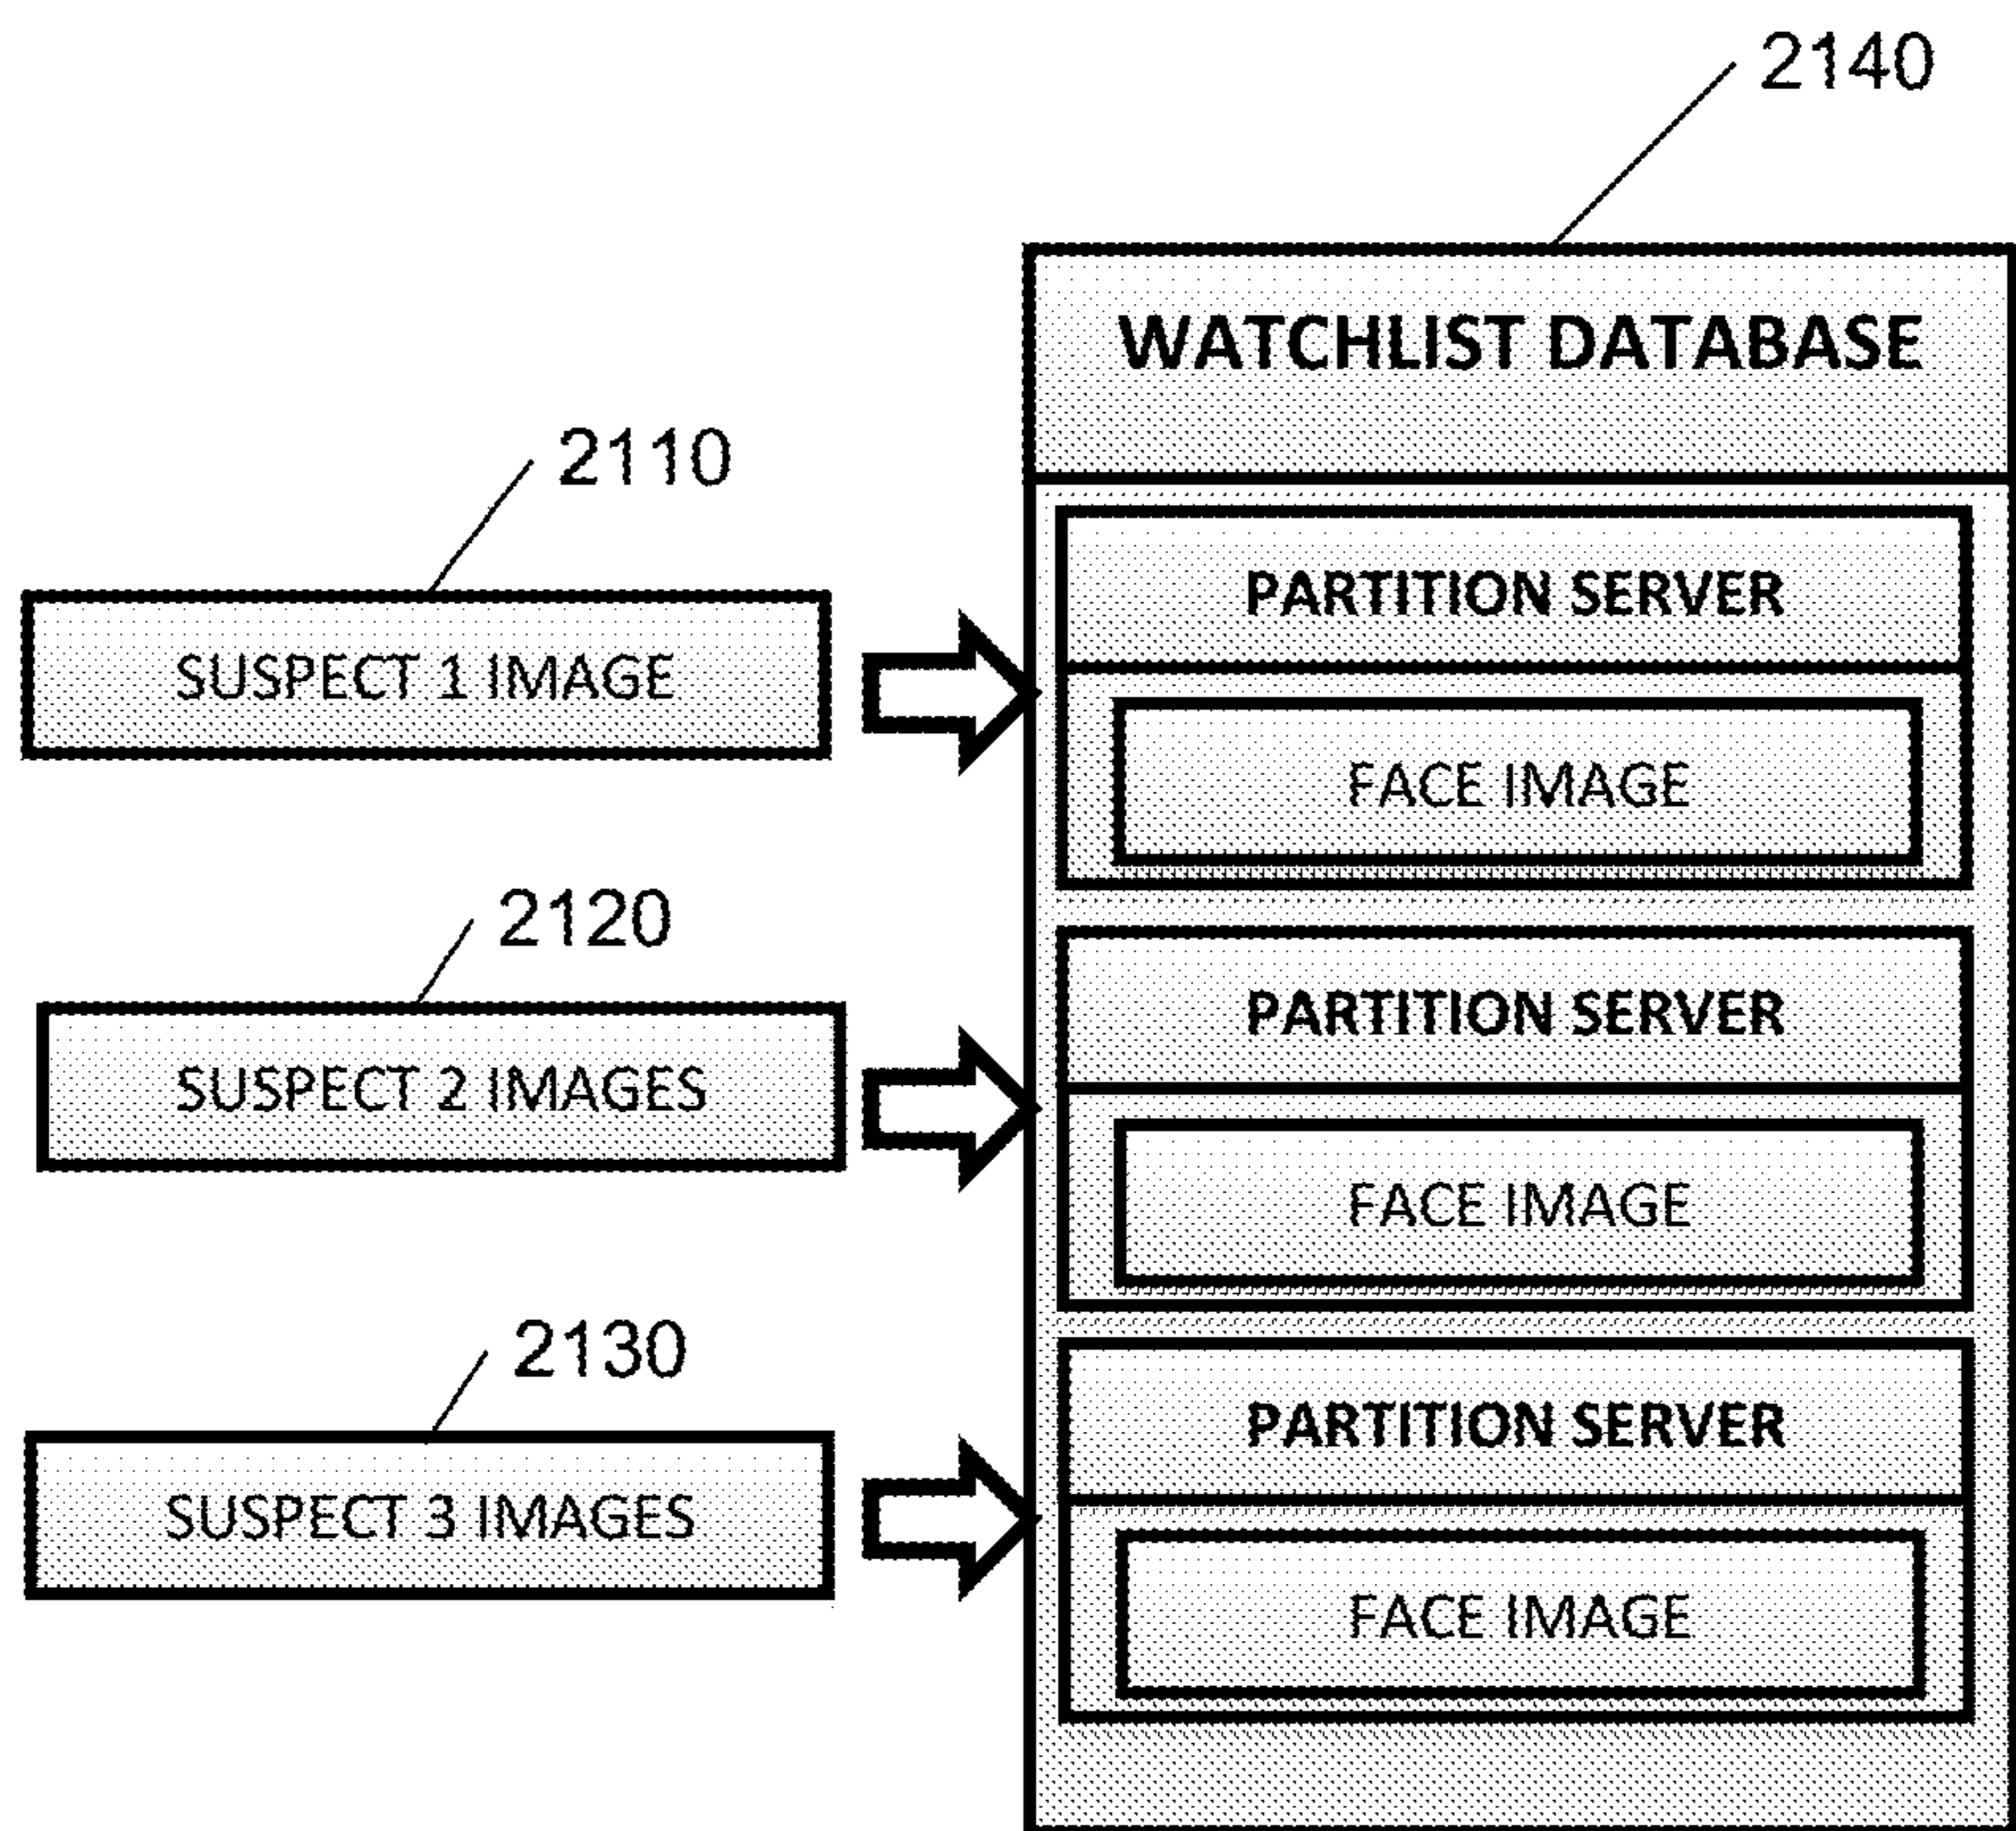 2140
WATCHLIST DATABASE
2110
PARTITION SERVER
SUSPECT 1 IMAGE
FACE IMAGE
2120
PARTITION SERVER
SUSPECT 2 IMAGES
FACE IMAGE
2130
PARTITION SERVER
SUSPECT 3 IMAGES
FACE IMAGE